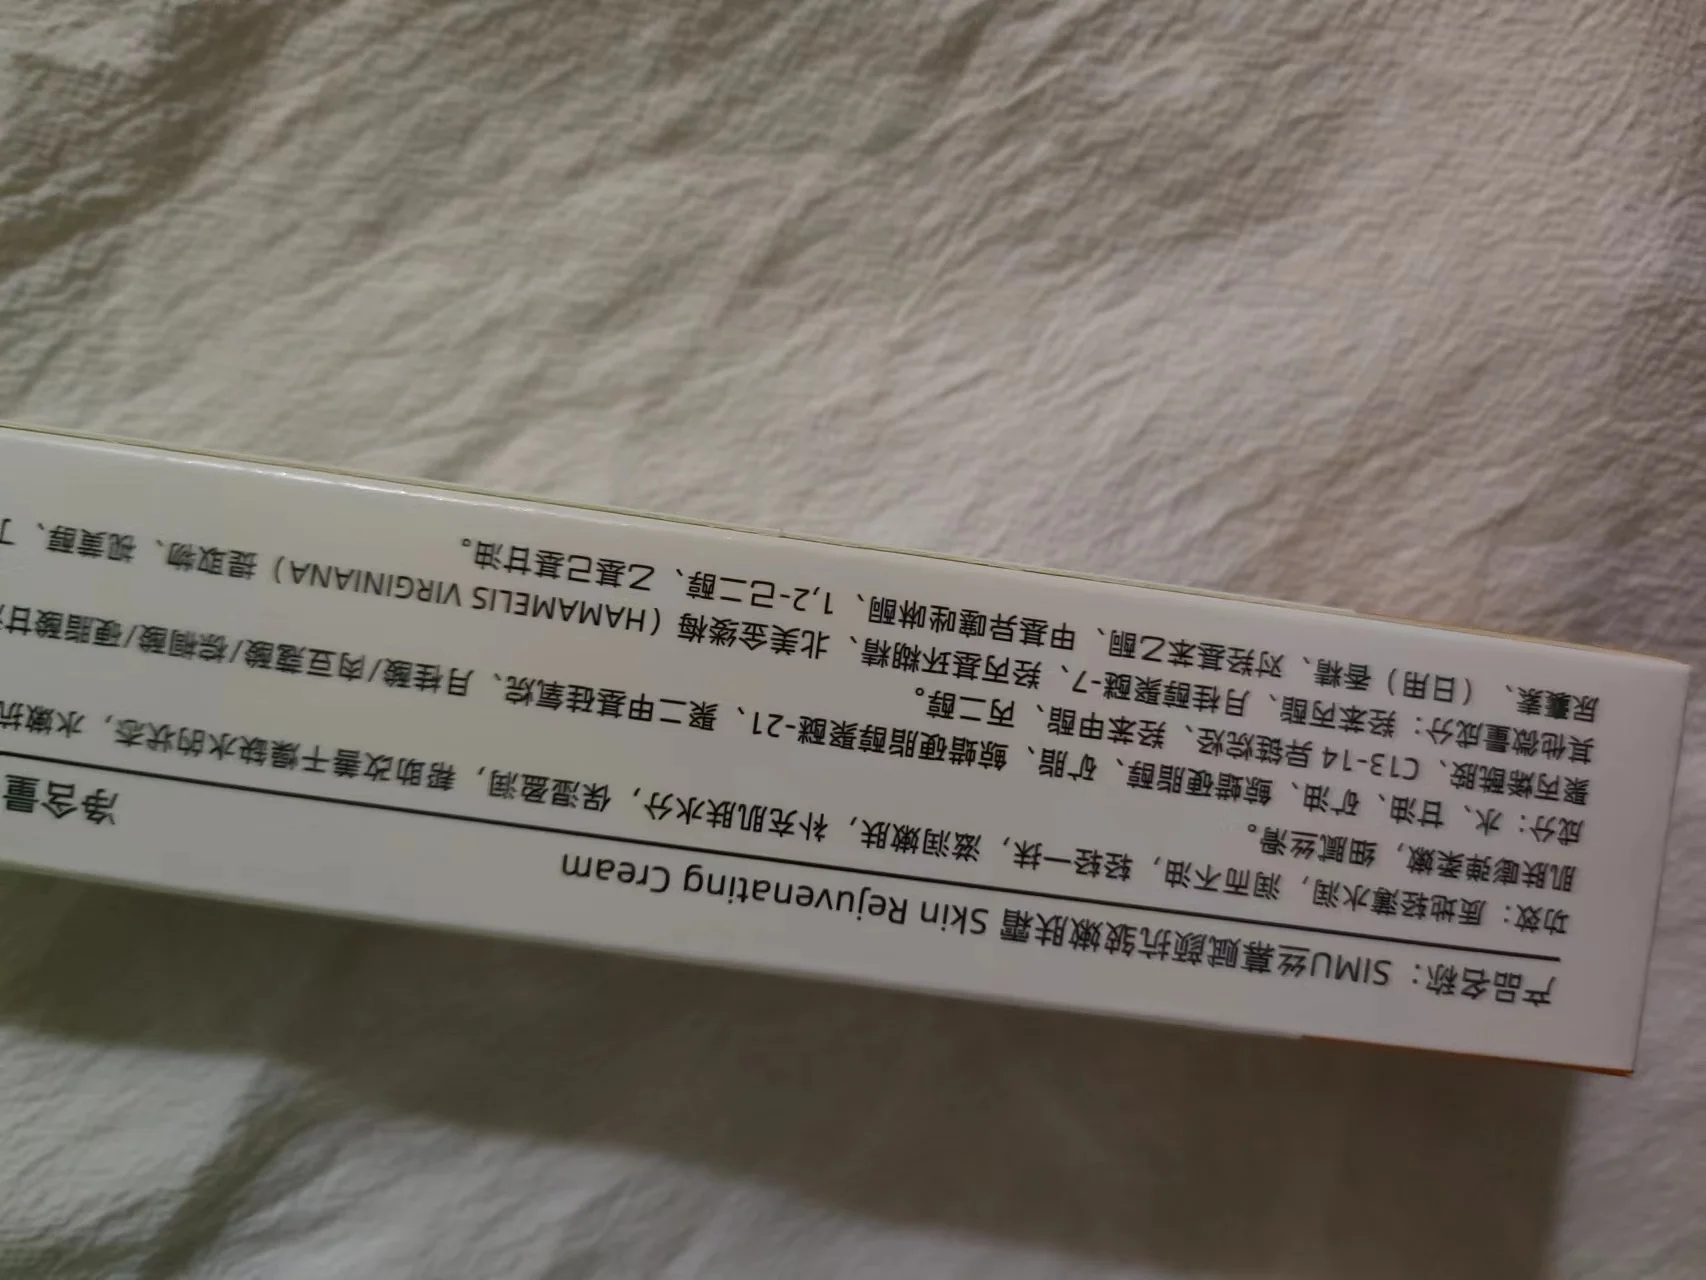 产品名称：SIMU丝慕赋颜抗皱嫩肤霜 Skin Rejuvenating Cream
净含量
功效：质地轻薄水润，润而不油，轻轻一抹，滋润嫩肤，补充肌肤水分，保湿盈润，帮助改善干燥缺水的状态，水嫩抗
肌肤嘭弹柔嫩，细腻丝滑。
成分：水、甘油、矿油、鲸蜡硬脂醇、矿脂、鲸蜡硬脂醇聚醚-21、聚二甲基硅氧烷、月桂酸/肉豆蔻酸/棕榈酸/硬脂酸甘
聚丙烯酰胺、C13-14 异链烷烃、羟苯甲酯、丙二醇。
其他微量成分：羟苯丙酯、月桂醇聚醚-7、羟丙基环糊精、北美金缕梅（HAMAMELIS VIRGINIANA）提取物、视黄醇、
尿囊素、（日用）香精、对羟基苯乙酮、甲基异噻唑啉酮、1,2-己二醇、乙基己基甘油。